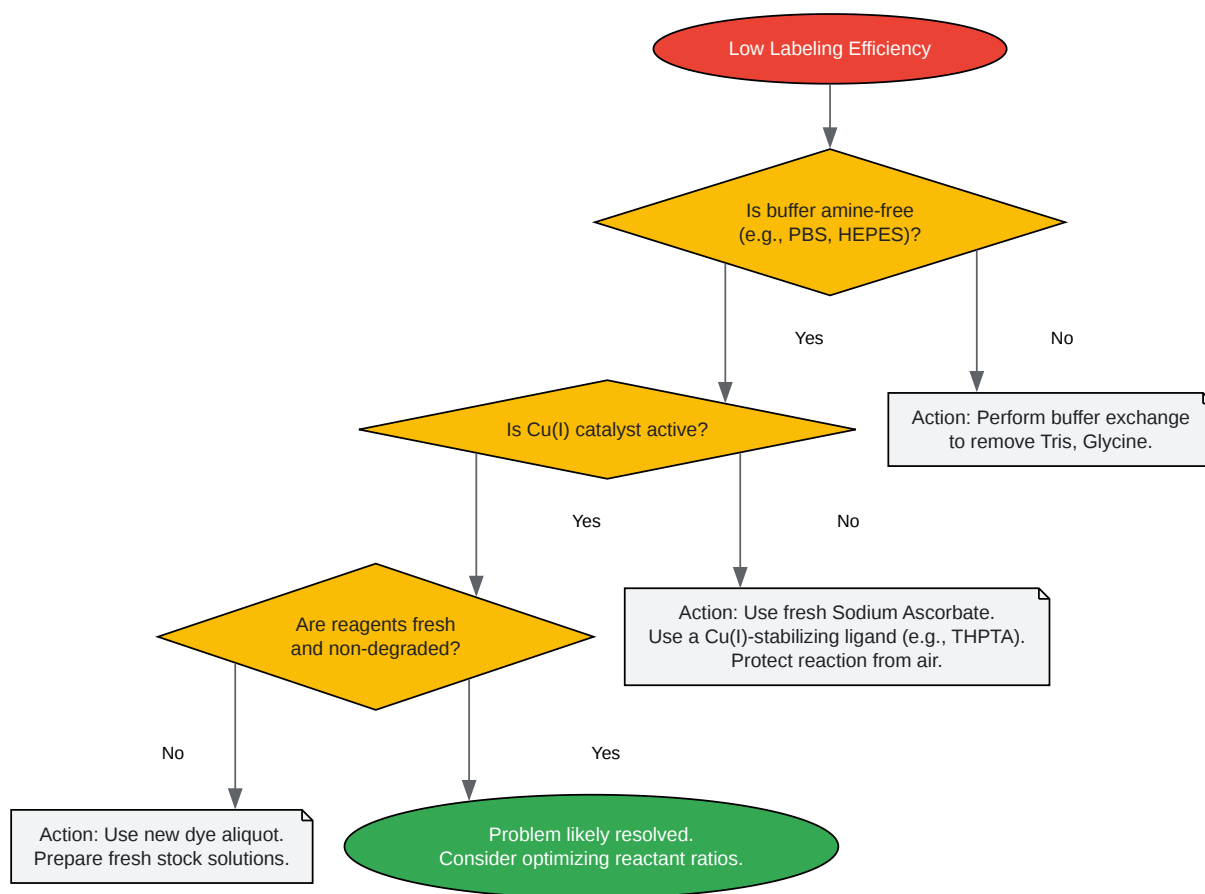 Low Labeling Efficiency
Is buffer amine-free
(e.g., PBS, HEPES)?
Yes
No
Action: Perform buffer exchange
to remove Tris, Glycine.
Is Cu(I) catalyst active?
Yes
No
Action: Use fresh Sodium Ascorbate.
Use a Cu(I)-stabilizing ligand (e.g., THPTA).
Protect reaction from air.
Are reagents fresh
and non-degraded?
No
Yes
Action: Use new dye aliquot.
Prepare fresh stock solutions.
Problem likely resolved.
Consider optimizing reactant ratios.